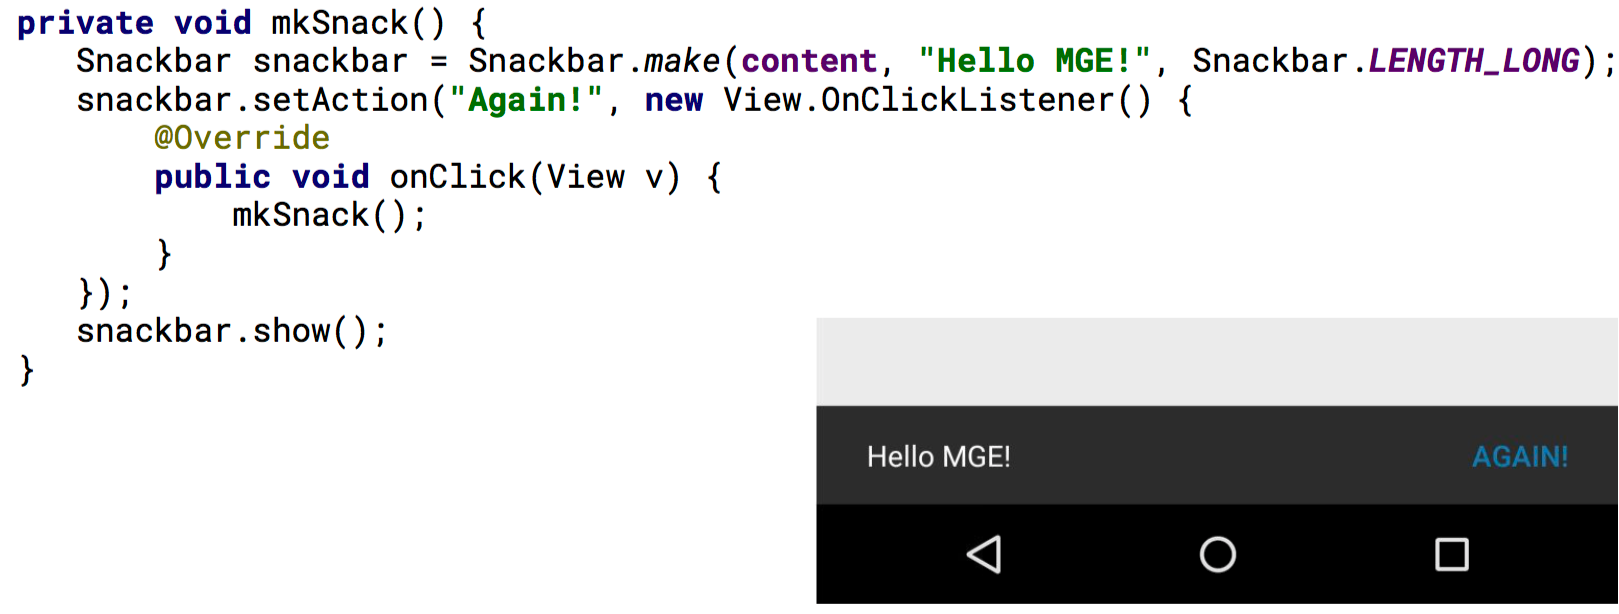 private void mkSnack() {
Snackbar snackbar = Snackbar.make(content, "Hello MGE!", Snackbar.LENGTH_LONG);
snackbar.setAction("Again!", new View.OnClickListener() {
@Override
public void onClick(View v) {
mkSnack();
}
});
snackbar.show();
}
Hello MGE! AGAIN!